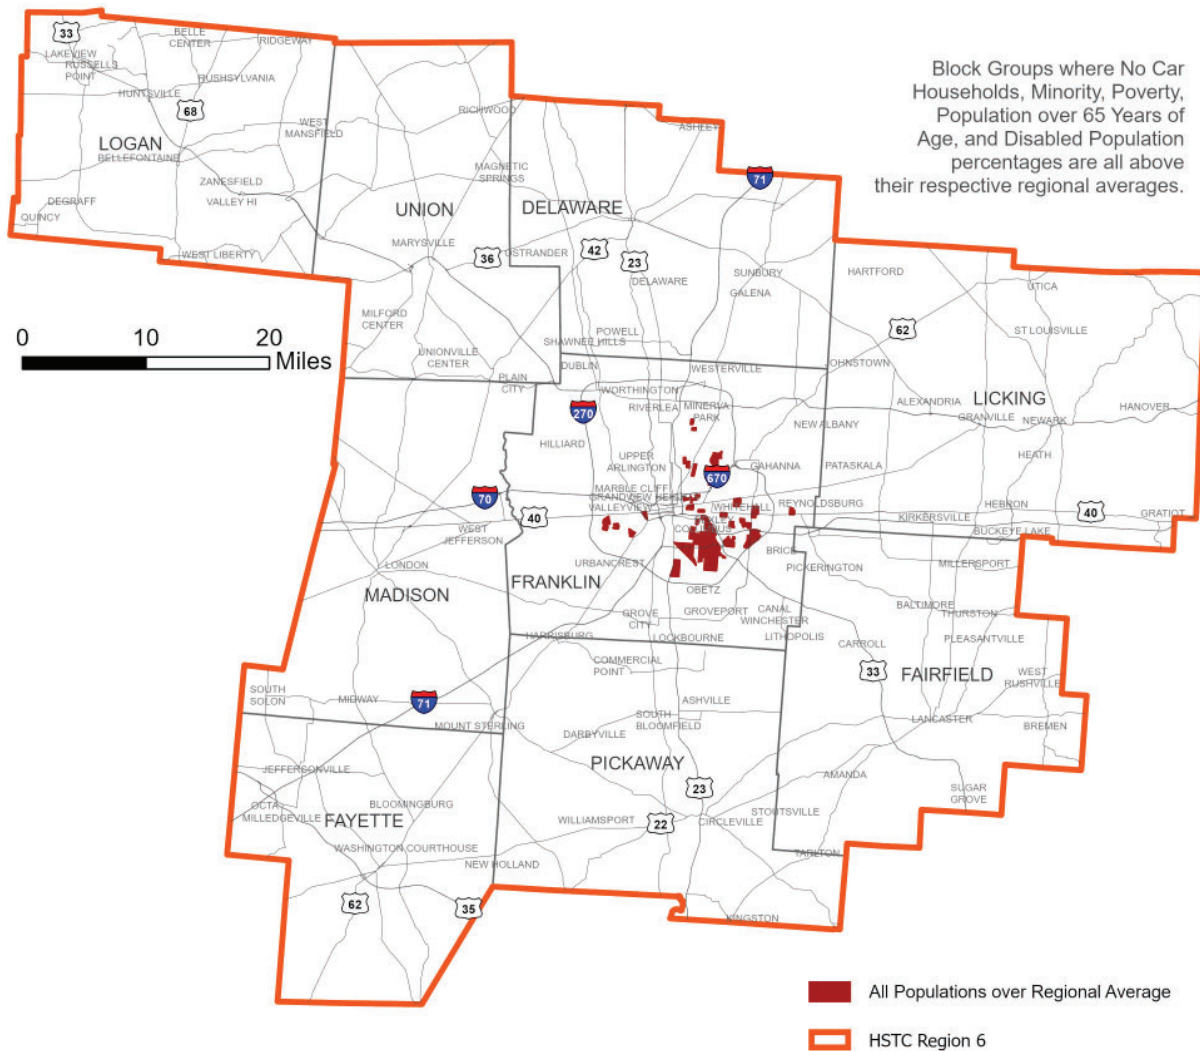 Block Groups where No Car
Households, Minority, Poverty,
Population over 65 Years of
Age, and Disabled Population
percentages are all above
their respective regional averages.
33
BELLE
CENTER
RIDGEWAY
LAKEVIEW
RUSSELLS
POINT
RUSHSYLVANIA
HUNTSVILLE
68
WEST
MANSFIELD
LOGAN
BELLEFONTAINE
ZANESFIELD
VALLEY HI
DEGRAFF
QUINCY
WEST LIBERTY
RICHWOOD
MAGNETIC
SPRINGS
UNION
MARYSVILLE
36
MILFORD
CENTER
UNIONVILLE
CENTER
PLAIN
CITY
ASHLEY
71
DELAWARE
OSTRANDER
42
23
DELAWARE
SUNBURY
GALENA
POWELL
SHAWNEE HILLS
HARTFORD
UTICA
62
ST LOUISVILLE
JOHNSTOWN
LICKING
ALEXANDRIA
GRANVILLE
NEWARK
HANOVER
HEATH
PATASKALA
HEBRON
KIRKERSVILLE
BUCKEYE LAKE
40
GRATIOT
0
10
20
Miles
DUBLIN
WESTERVILLE
WORTHINGTON
RIVERLEA
MINERVA
PARK
270
NEW ALBANY
HILLIARD
UPPER
ARLINGTON
670
GAHANNA
MARBLE CLIFF
VALLEYVIEW
WHITEHALL
REYNOLDSBURG
70
40
WEST
JEFFERSON
LONDON
MADISON
URBANCREST
FRANKLIN
BRICE
OBETZ
GROVE
CITY
GROVEPORT
CANAL
WINCHESTER
HARRISBURG
LOCKBOURNE
LITHOPOLIS
PICKERINGTON
MILLERSPORT
BALTIMORE
THURSTON
CARROLL
PLEASANTVILLE
33
FAIRFIELD
WEST
RUSHVILLE
LANCASTER
BREMEN
AMANDA
SUGAR
GROVE
STOUTSVILLE
TARLTON
SOUTH
SOLON
MIDWAY
71
MOUNT STERLING
COMMERCIAL
POINT
ASHVILLE
SOUTH
BLOOMFIELD
DARBYVILLE
PICKAWAY
23
22
WILLIAMSPORT
CIRCLEVILLE
KINGSTON
JEFFERSONVILLE
OCTA
MILLEDGEVILLE
BLOOMINGBURG
FAYETTE
WASHINGTON COURTHOUSE
NEW HOLLAND
62
35
All Populations over Regional Average
HSTC Region 6